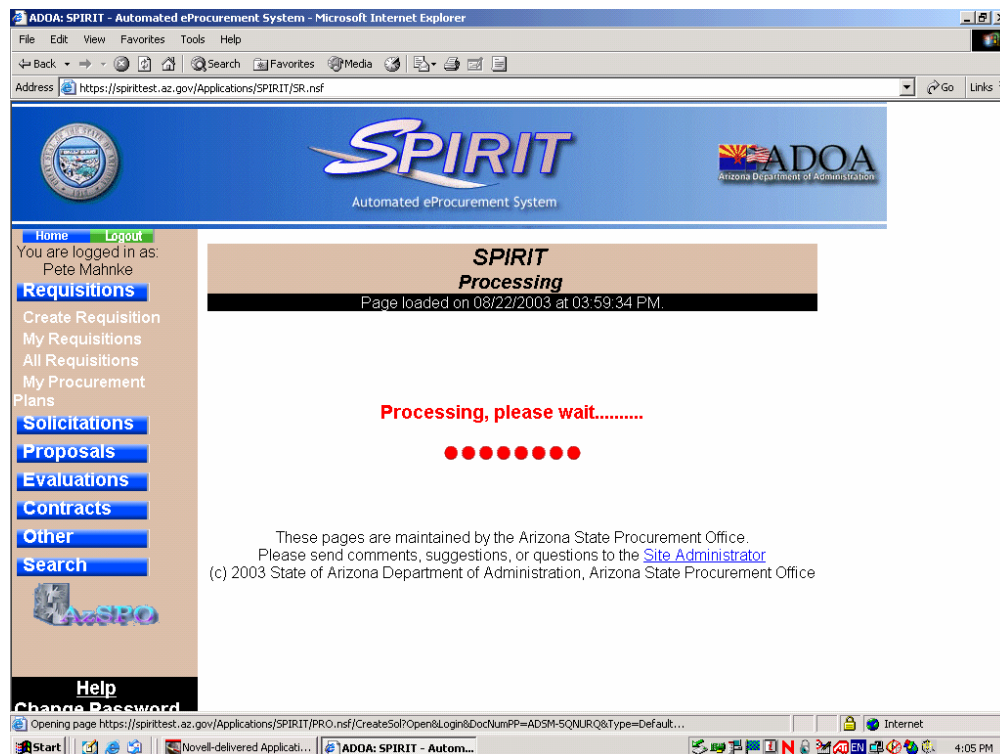 ADOA: SPIRIT - Automated eProcurement System - Microsoft Internet Explorer
File Edit View Favorites Tools Help
Back Search Favorites Media
Address https://spirittest.az.gov/Applications/SPIRIT/SR.nsf Go Links
SPIRIT
Automated eProcurement System
ADOA
Arizona Department of Administration
Home Logout
You are logged in as:
Pete Mahnke
Requisitions
Create Requisition
My Requisitions
All Requisitions
My Procurement
Plans
Solicitations
Proposals
Evaluations
Contracts
Other
Search
AzSPO
Help
Change Password
SPIRIT
Processing
Page loaded on 08/22/2003 at 03:59:34 PM.
Processing, please wait..........
These pages are maintained by the Arizona State Procurement Office.
Please send comments, suggestions, or questions to the Site Administrator
(c) 2003 State of Arizona Department of Administration, Arizona State Procurement Office
Opening page https://spirittest.az.gov/Applications/SPIRIT/PRO.nsf/CreateSol?Open&Login&DocNumPP=ADSM-5QNURQ&Type=Default... Internet
Start Novell-delivered Applicati... ADOA: SPIRIT - Autom... EN 4:05 PM